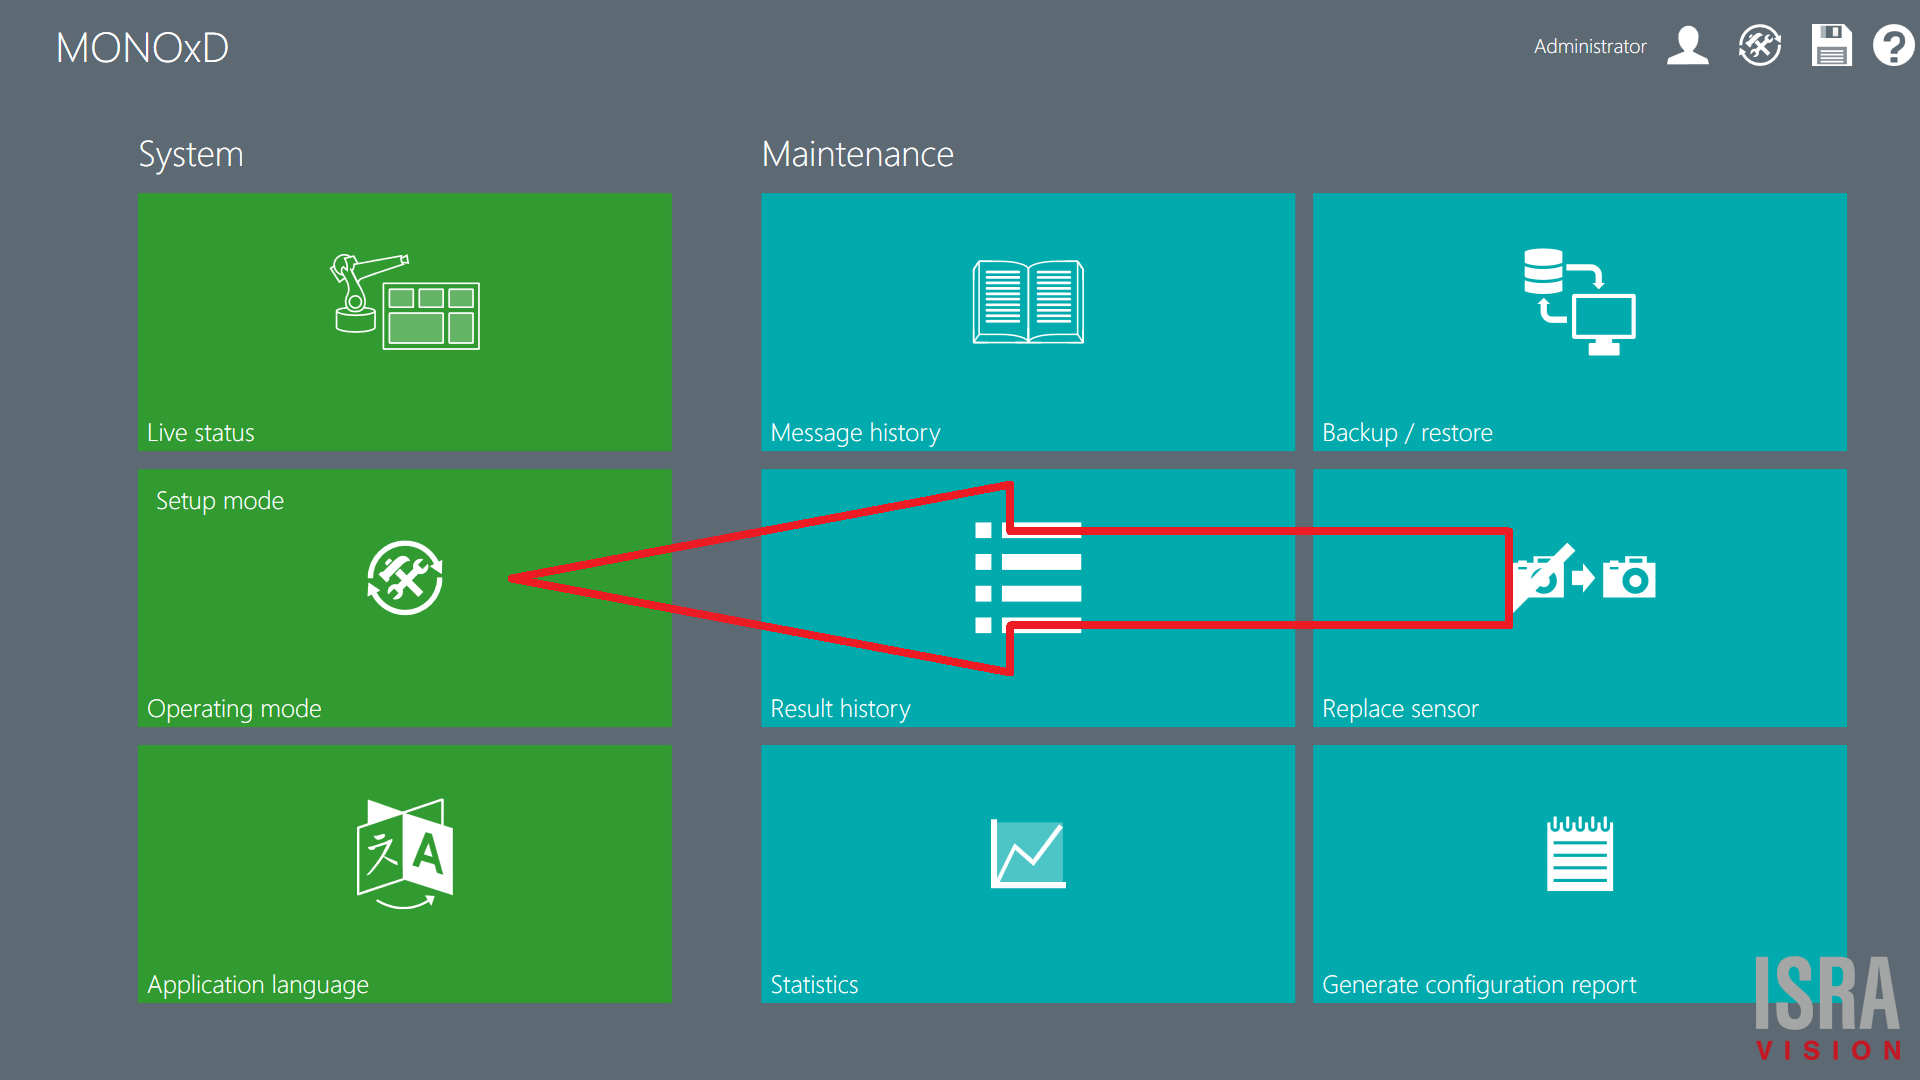 MONOxD
Administrator
System
Maintenance
Live status
Message history
Backup / restore
Setup mode
Operating mode
Result history
Replace sensor
Application language
Statistics
Generate configuration report
ISRA
VISION